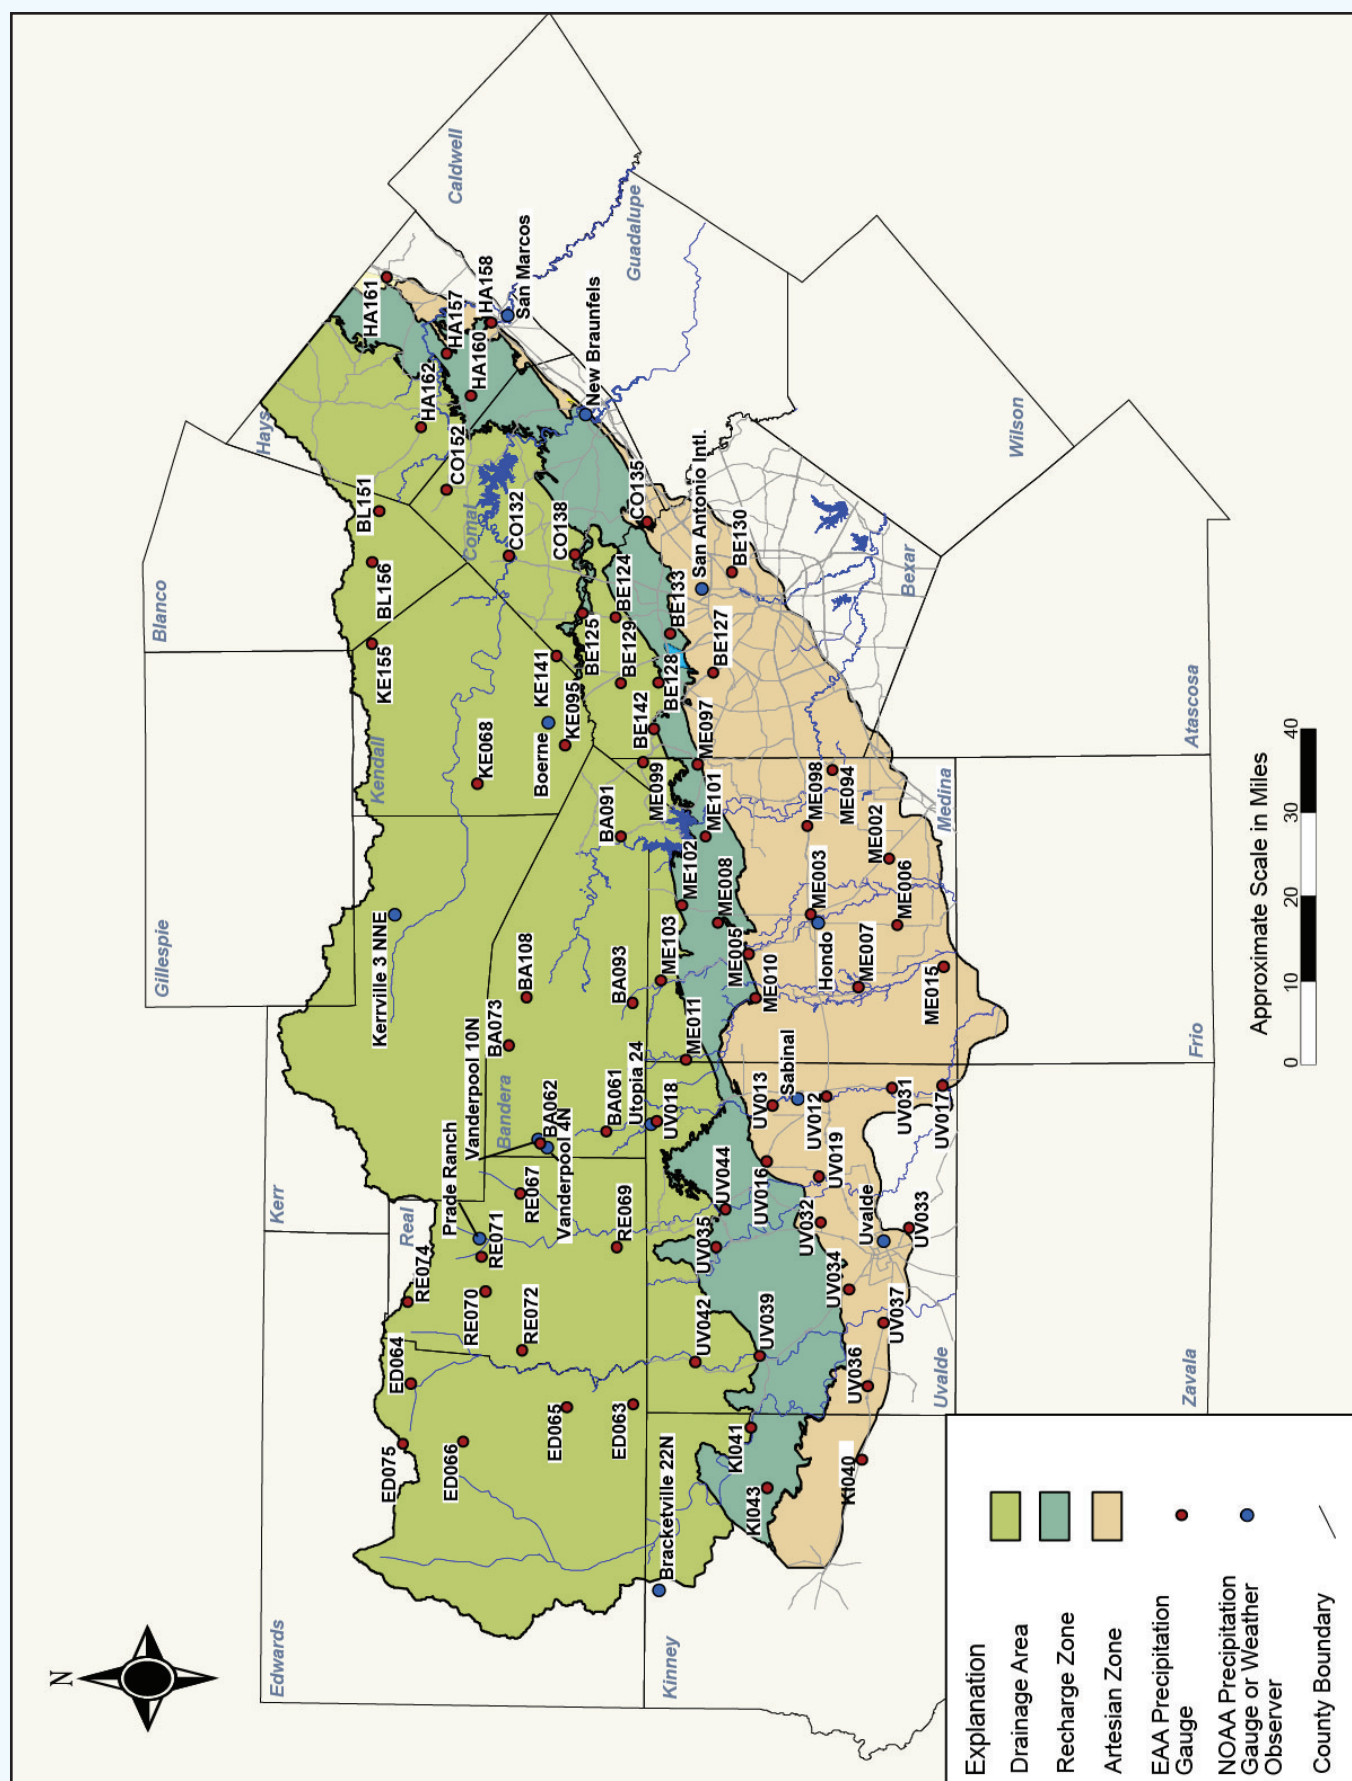 N
Edwards
Kerr
Gillespie
Blanco
Hays
Caldwell
Real
Kendall
Comal
Guadalupe
Bandera
Kinney
Uvalde
Medina
Bexar
Wilson
Zavala
Frio
Atascosa
ED075
ED064
ED066
ED065
ED063
Bracketville 22N
RE074
RE071
RE070
RE072
RE067
RE069
Prade Ranch
Vanderpool 10N
BA062
Vanderpool 4N
BA073
BA108
BA061
Utopia 24
BA093
BA091
Kerrville 3 NNE
KE068
Boerne
KE095
KE141
KE155
BL156
BL151
CO152
CO132
CO138
CO135
HA162
HA161
HA157
HA160
HA158
San Marcos
New Braunfels
BE125
BE124
BE129
BE128
BE142
BE133
BE127
BE130
San Antonio Intl.
ME099
ME097
ME101
ME102
ME103
ME008
ME005
ME010
ME011
ME098
ME094
ME003
Hondo
ME002
ME006
ME007
ME015
UV018
UV013
Sabinal
UV012
UV031
UV017
UV044
UV016
UV019
UV035
UV032
Uvalde
UV033
UV034
UV037
UV042
UV039
UV036
KI041
KI043
KI040
Explanation
Drainage Area
Recharge Zone
Artesian Zone
EAA Precipitation
Gauge
NOAA Precipitation
Gauge or Weather
Observer
County Boundary
Approximate Scale in Miles
0 10 20 30 40